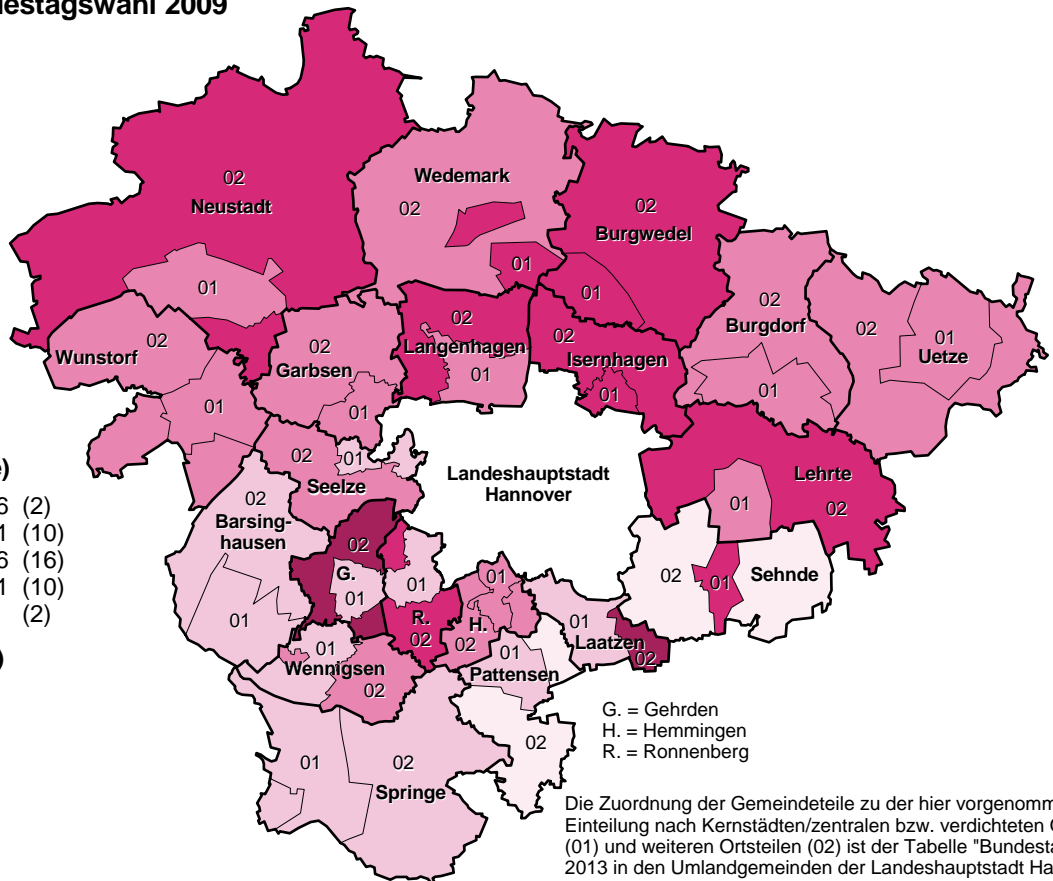 destagswahl 2009
Wedemark
02
02
Neustadt
02
02
Burgwedel
01
01
01
02
Burgdorf
02
01
Uetze
02
Wunstorf
02
Garbsen
02
Langenhagen
01
02
Isernhagen
01
01
01
01
02
Seelze
01
Landeshauptstadt
Hannover
Lehrte
01
02
02
Barsing-
hausen
01
02
G.
01
01
R.
02
01
H.
02
01
Laatzen
02
02
01
Sehnde
01
Wennigsen
02
01
Pattensen
02
01
02
Springe
6 (2)
1 (10)
6 (16)
1 (10)
(2)
G. = Gehrden
H. = Hemmingen
R. = Ronnenberg
Die Zuordnung der Gemeindeteile zu der hier vorgenomm
Einteilung nach Kernstädten/zentralen bzw. verdichteten
(01) und weiteren Ortsteilen (02) ist der Tabelle "Bundesta
2013 in den Umlandgemeinden der Landeshauptstadt Ha